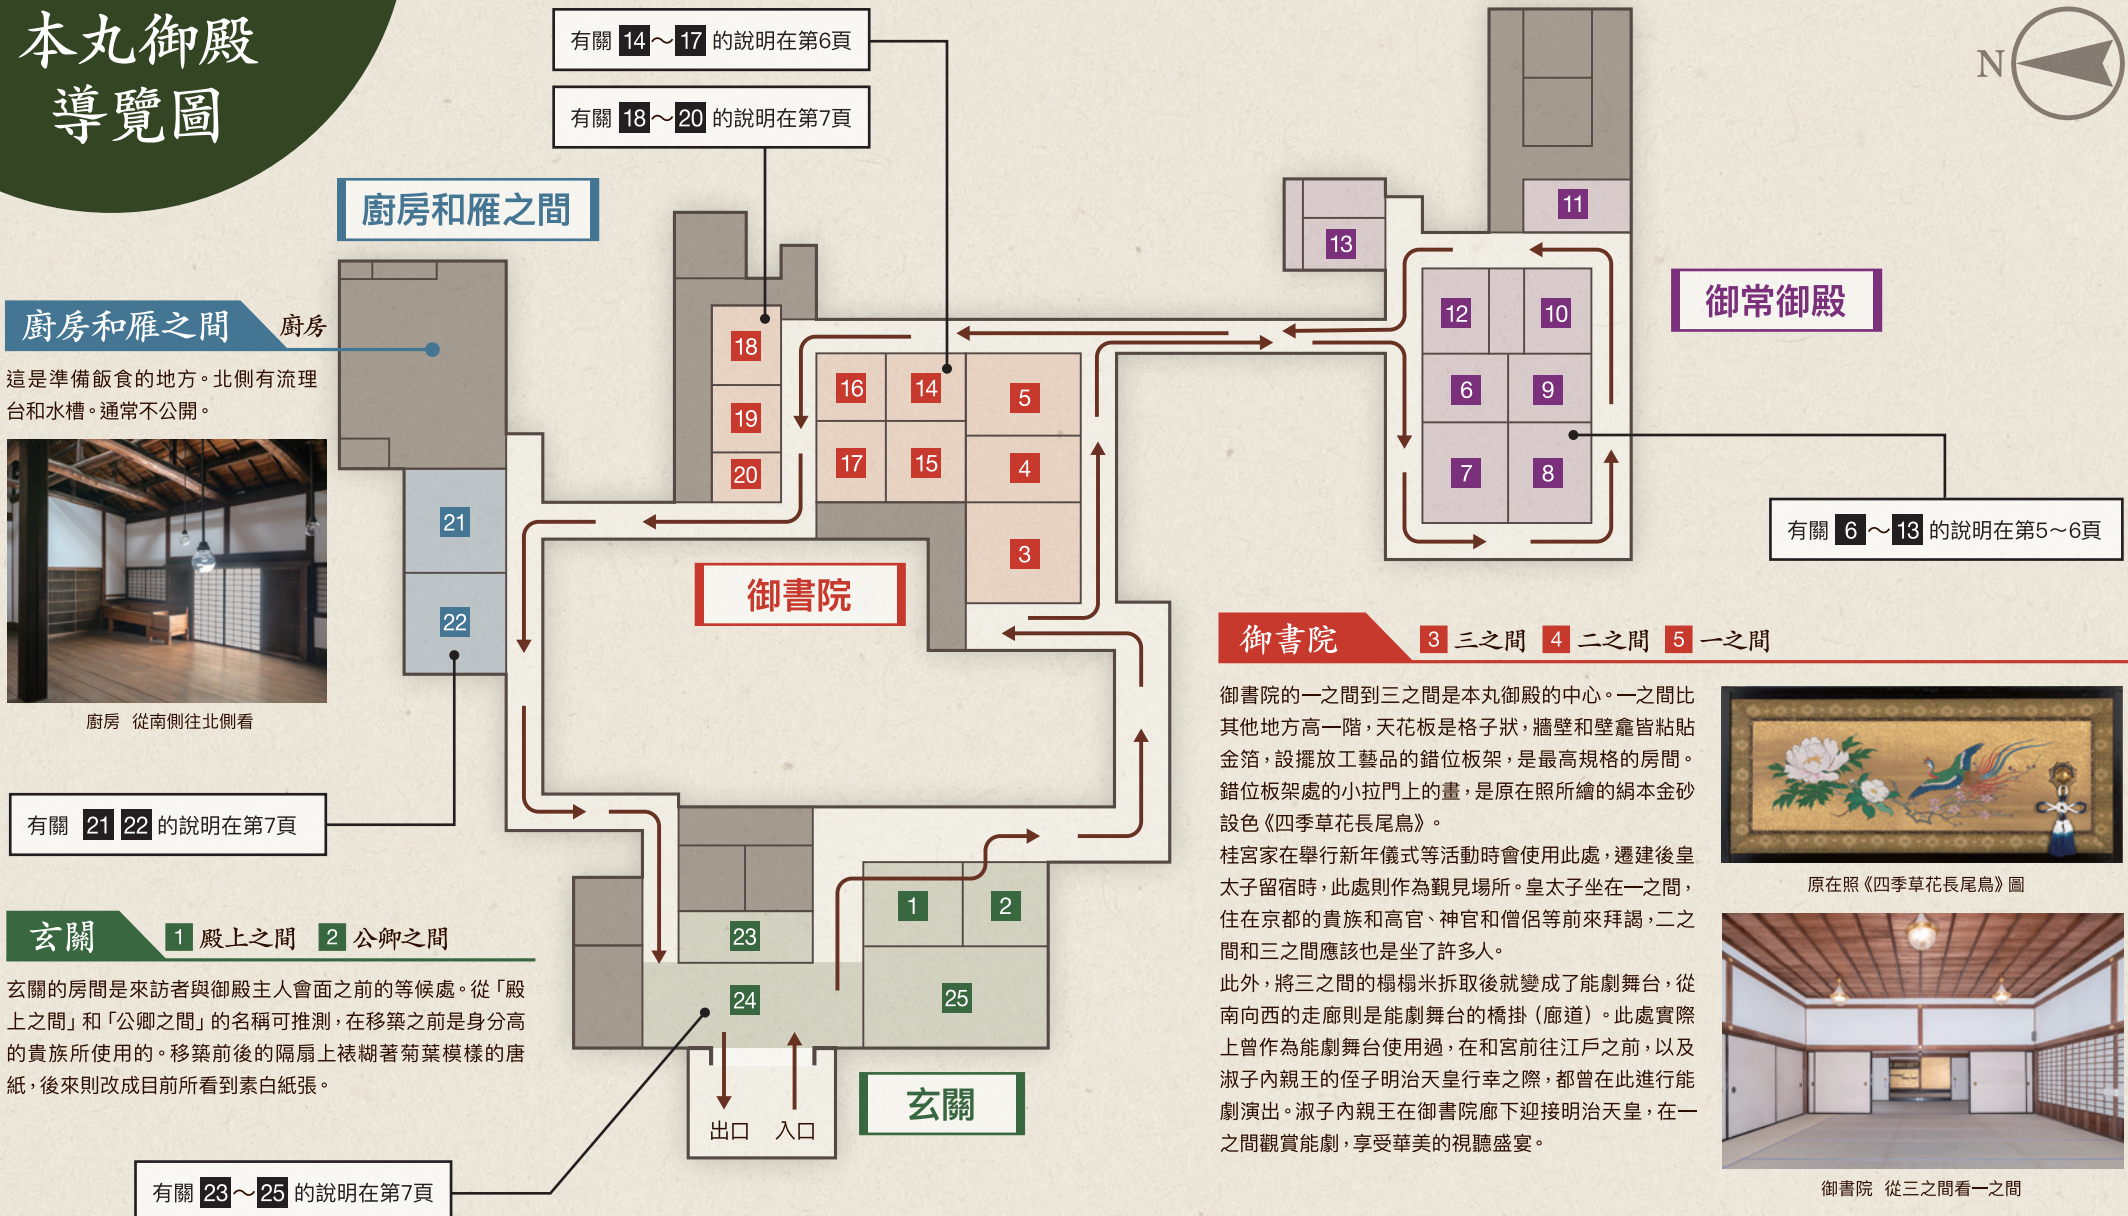 本丸御殿
導覽圖
有關 14～17 的說明在第6頁
有關 18～20 的說明在第7頁
N
廚房和雁之間
廚房和雁之間
廚房
這是準備飯食的地方。北側有流理
台和水槽。通常不公開。
廚房 從南側往北側看
有關 21 22 的說明在第7頁
11
13
12
10
6
9
7
8
御常御殿
有關 6～13 的說明在第5～6頁
18
19
20
16
14
5
17
15
4
3
御書院
21
22
玄關
1 殿上之間 2 公卿之間
玄關的房間是來訪者與御殿主人會面之前的等候處。從「殿
上之間」和「公卿之間」的名稱可推測，在移築之前是身分高
的貴族所使用的。移築前後的隔扇上裱糊著菊葉模樣的唐
紙，後來則改成目前所看到素白紙張。
1
2
23
24
25
玄關
出口
入口
有關 23～25 的說明在第7頁
御書院
3 三之間 4 二之間 5 一之間
御書院的一之間到三之間是本丸御殿的中心。一之間比
其他地方高一階，天花板是格子狀，牆壁和壁龕皆粘貼
金箔，設擺放工藝品的錯位板架，是最高規格的房間。
錯位板架處的小拉門上的畫，是原在照所繪的絹本金砂
設色《四季草花長尾鳥》。
桂宮家在舉行新年儀式等活動時會使用此處，遷建後皇
太子留宿時，此處則作為覲見場所。皇太子坐在一之間，
住在京都的貴族和高官、神官和僧侶等前來拜謁，二之
間和三之間應該也是坐了許多人。
此外，將三之間的榻榻米拆取後就變成了能劇舞台，從
南向西的走廊則是能劇舞台的橋掛（廊道）。此處實際
上曾作為能劇舞台使用過，在和宮前往江戶之前，以及
淑子內親王的侄子明治天皇行幸之際，都曾在此進行能
劇演出。淑子內親王在御書院廊下迎接明治天皇，在一
之間觀賞能劇，享受華美的視聽盛宴。
原在照《四季草花長尾鳥》圖
御書院 從三之間看一之間